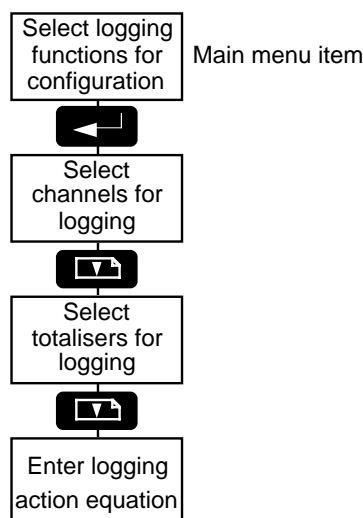 Select logging
functions for
configuration
Main menu item
Select
channels for
logging
Select
totalisers for
logging
Enter logging
action equation